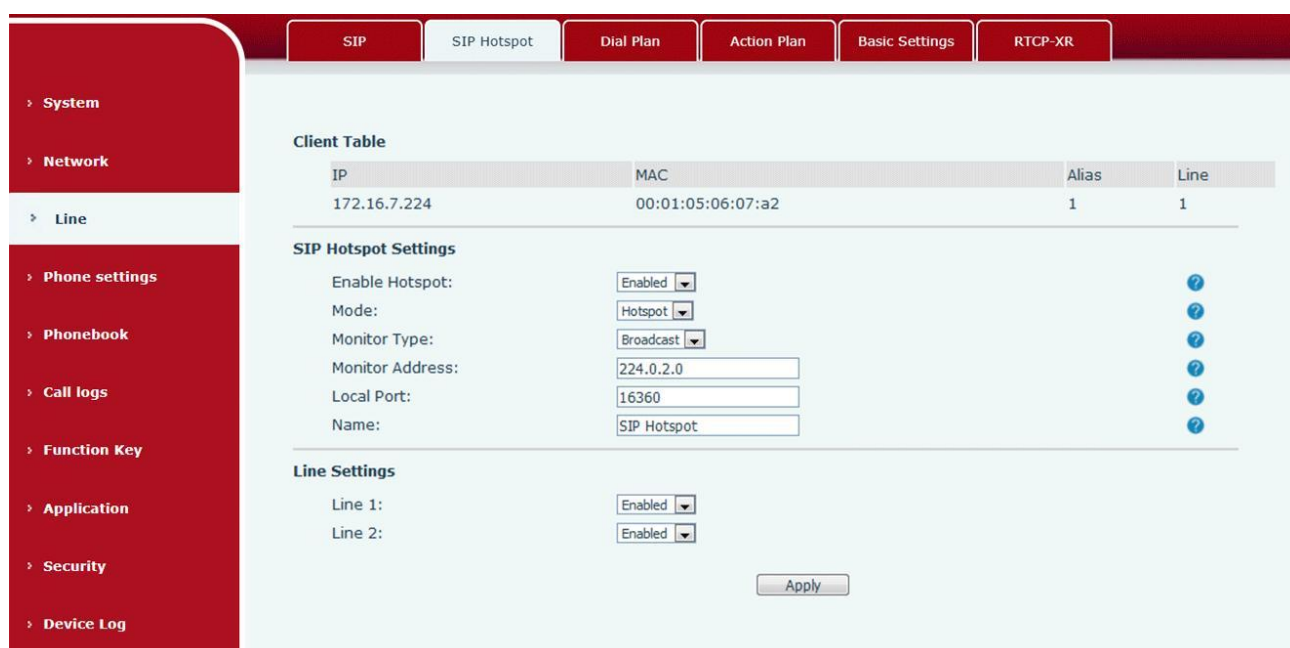 SIP SIP Hotspot Dial Plan Action Plan Basic Settings RTCP-XR
› System
› Network
› Line
› Phone settings
› Phonebook
› Call logs
› Function Key
› Application
› Security
› Device Log
Client Table
IP MAC Alias Line
172.16.7.224 00:01:05:06:07:a2 1 1
SIP Hotspot Settings
Enable Hotspot: Enabled ?
Mode: Hotspot ?
Monitor Type: Broadcast ?
Monitor Address: 224.0.2.0 ?
Local Port: 16360 ?
Name: SIP Hotspot ?
Line Settings
Line 1: Enabled
Line 2: Enabled
Apply